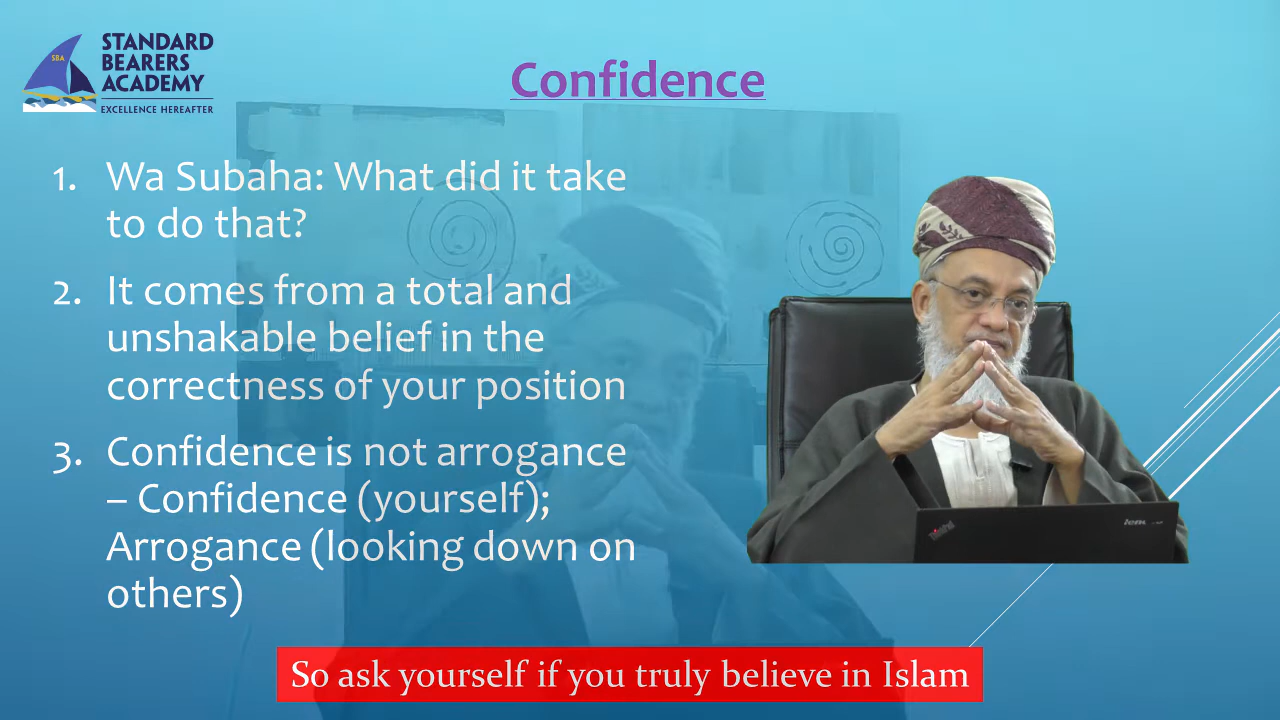 STANDARD
BEARERS
ACADEMY
SBA
EXCELLENCE HEREAFTER
Confidence
1. Wa Subaha: What did it take
to do that?
2. It comes from a total and
unshakable belief in the
correctness of your position
3. Confidence is not arrogance
– Confidence (yourself);
Arrogance (looking down on
others)
So ask yourself if you truly believe in Islam